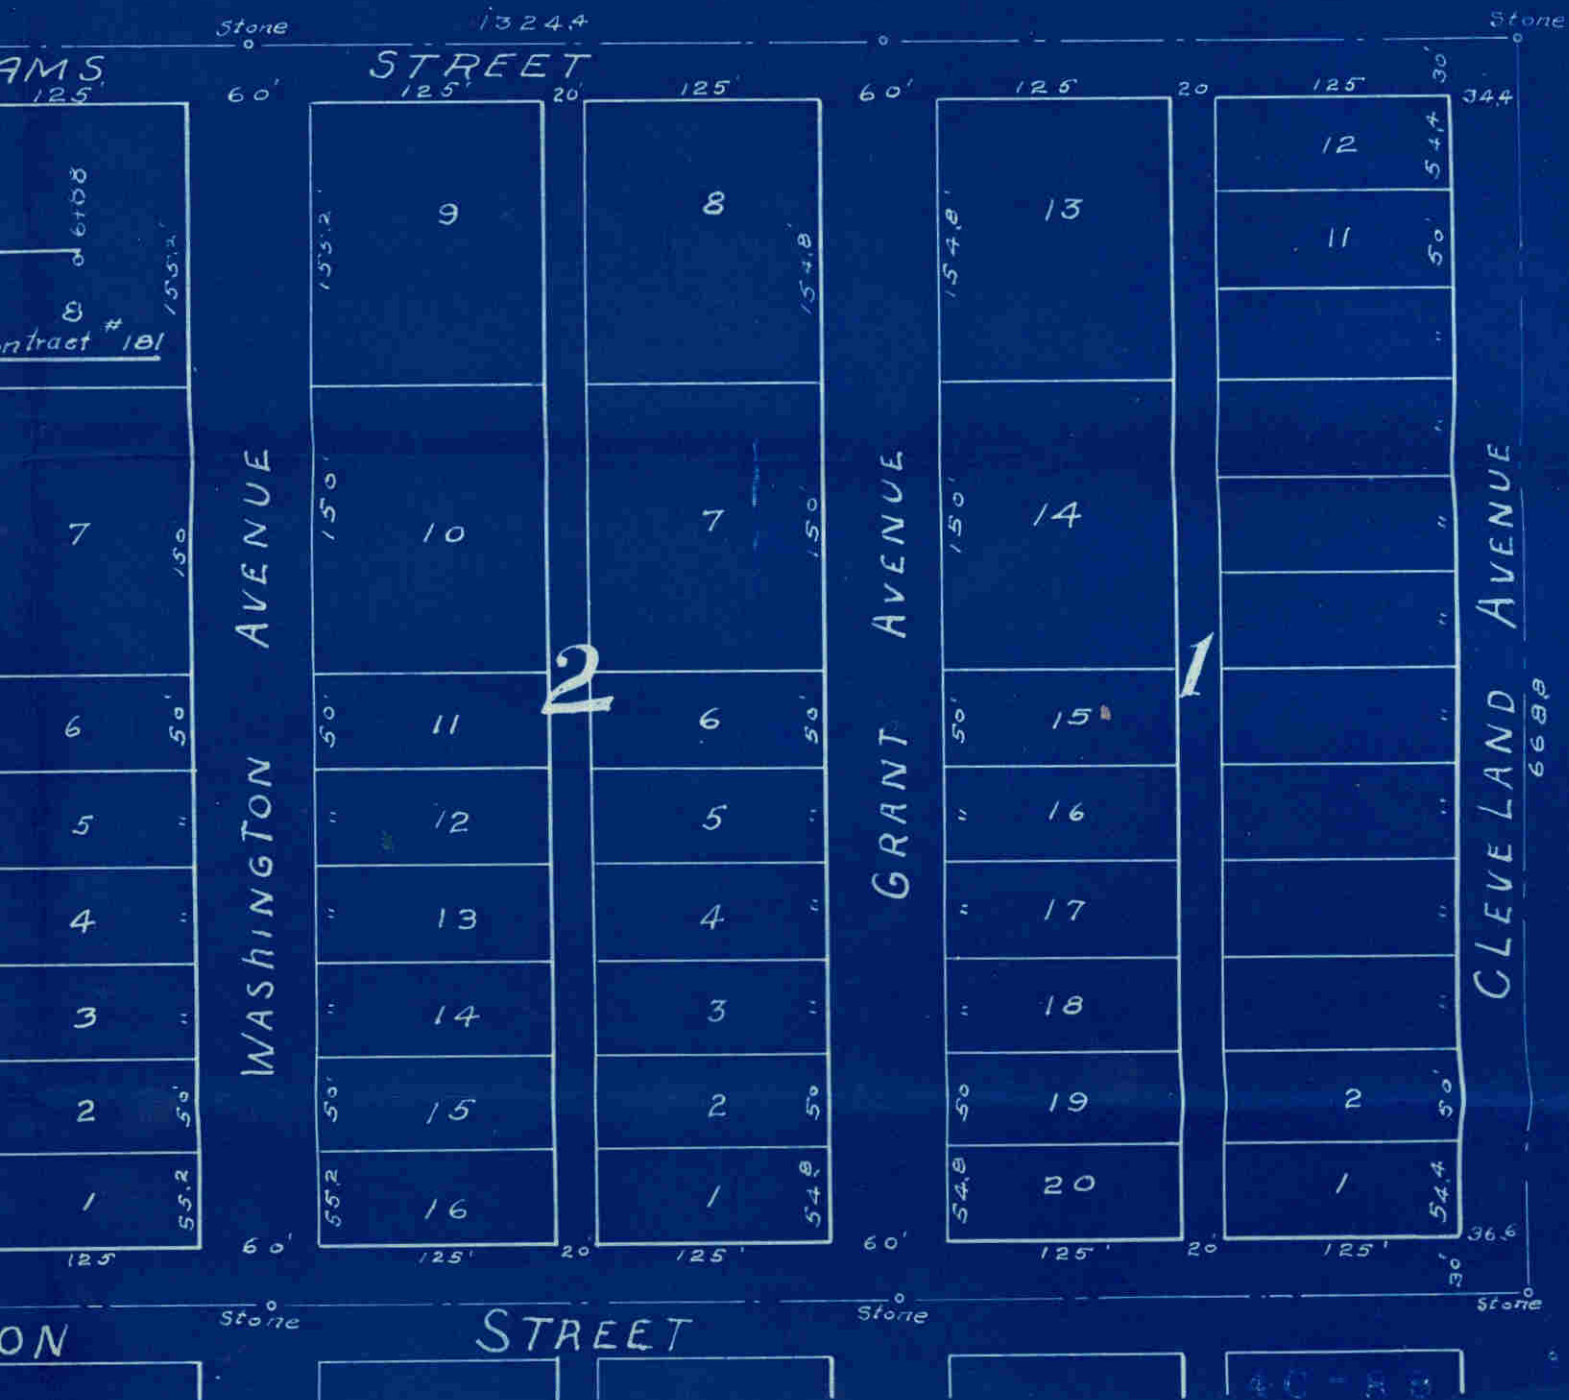 Stone 1324.4 Stone
AMS STREET
125' 60' 125' 20' 125' 60' 125 20 125 30' 34.4
155.2' 155.2' 9 8 154.8' 154.8' 13 12 54.4
11 50'
8
"
ontract # 181
"
7 150 150' 10 7 150' 150' 14 "
"
WASHINGTON AVENUE
2
GRANT AVENUE
1
CLEVELAND AVENUE
668.8
6 50' 50' 11 6 50' 50' 15 "
5 " " 12 5 " " 16 "
4 " " 13 4 " " 17 "
3 " " 14 3 " " 18 "
2 50' 50' 15 2 50 50 19 2 50'
1 55.2 55.2 16 1 54.8 54.8 20 1 54.4
125 60' 125' 20' 125' 60' 125' 20' 125' 36.6
30'
Stone Stone Stone
ON STREET